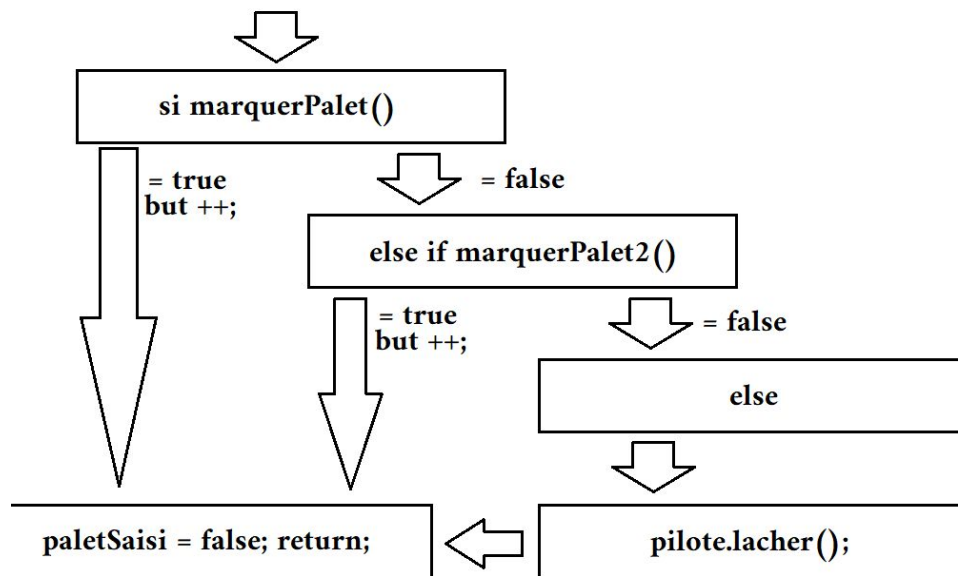 si marquerPalet()
= true
but ++;
= false
else if marquerPalet2()
= true
but ++;
= false
else
paletSaisi = false; return;
pilote.lacher();